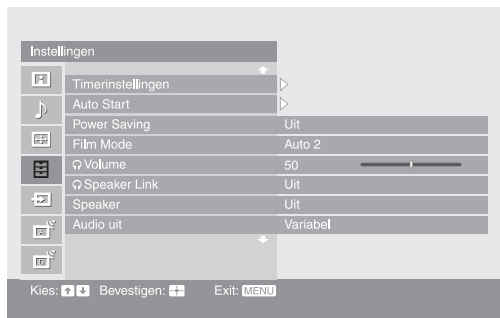 Instellingen
Timerinstellingen
Auto Start
Power Saving Uit
Film Mode Auto 2
Volume 50
Speaker Link Uit
Speaker Uit
Audio uit Variabel
Kies: Bevestigen: Exit: MENU